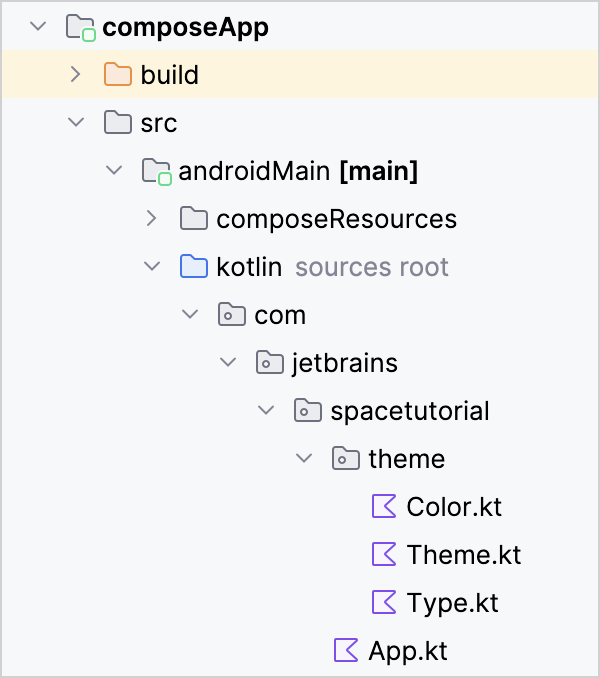 composeApp
build
src
androidMain [main]
composeResources
kotlin sources root
com
jetbrains
spacetutorial
theme
Color.kt
Theme.kt
Type.kt
App.kt